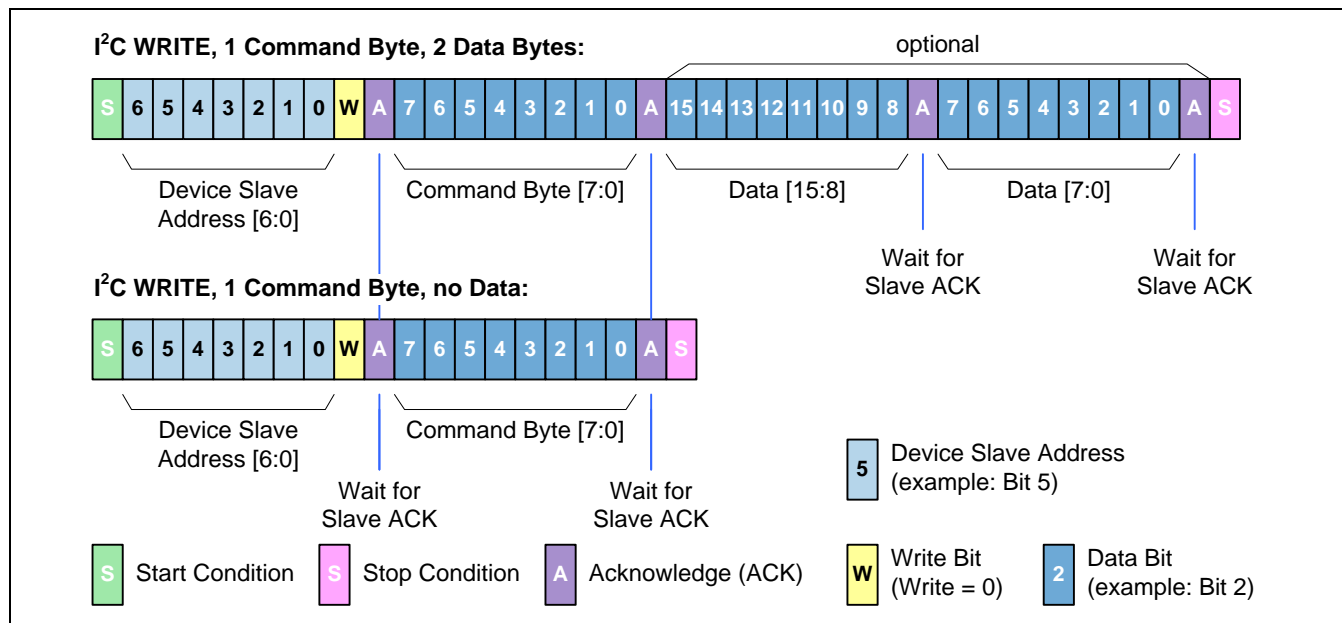 I²C WRITE, 1 Command Byte, 2 Data Bytes:
optional
S 6 5 4 3 2 1 0 W A 7 6 5 4 3 2 1 0 A 15 14 13 12 11 10 9 8 A 7 6 5 4 3 2 1 0 A S
Device Slave Address [6:0]
Command Byte [7:0]
Data [15:8]
Data [7:0]
Wait for
Slave ACK
Wait for
Slave ACK
I²C WRITE, 1 Command Byte, no Data:
S 6 5 4 3 2 1 0 W A 7 6 5 4 3 2 1 0 A S
Device Slave
Address [6:0]
Command Byte [7:0]
Wait for
Slave ACK
Wait for
Slave ACK
5 Device Slave Address
(example: Bit 5)
S Start Condition
S Stop Condition
A Acknowledge (ACK)
W Write Bit
(Write = 0)
2 Data Bit
(example: Bit 2)